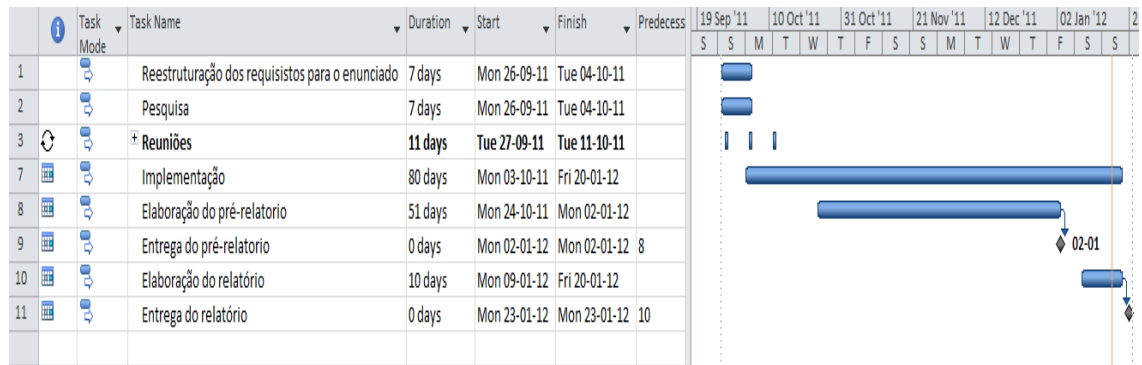 Task Mode Task Name Duration Start Finish Predecess 19 Sep '11 10 Oct '11 31 Oct '11 21 Nov '11 12 Dec '11 02 Jan '12 2
S S M T W T F S S M T W T F S S
1 Reestruturação dos requisistos para o enunciado 7 days Mon 26-09-11 Tue 04-10-11
2 Pesquisa 7 days Mon 26-09-11 Tue 04-10-11
3 Reuniões 11 days Tue 27-09-11 Tue 11-10-11
7 Implementação 80 days Mon 03-10-11 Fri 20-01-12
8 Elaboração do pré-relatorio 51 days Mon 24-10-11 Mon 02-01-12
9 Entrega do pré-relatorio 0 days Mon 02-01-12 Mon 02-01-12 8 02-01
10 Elaboração do relatório 10 days Mon 09-01-12 Fri 20-01-12
11 Entrega do relatório 0 days Mon 23-01-12 Mon 23-01-12 10